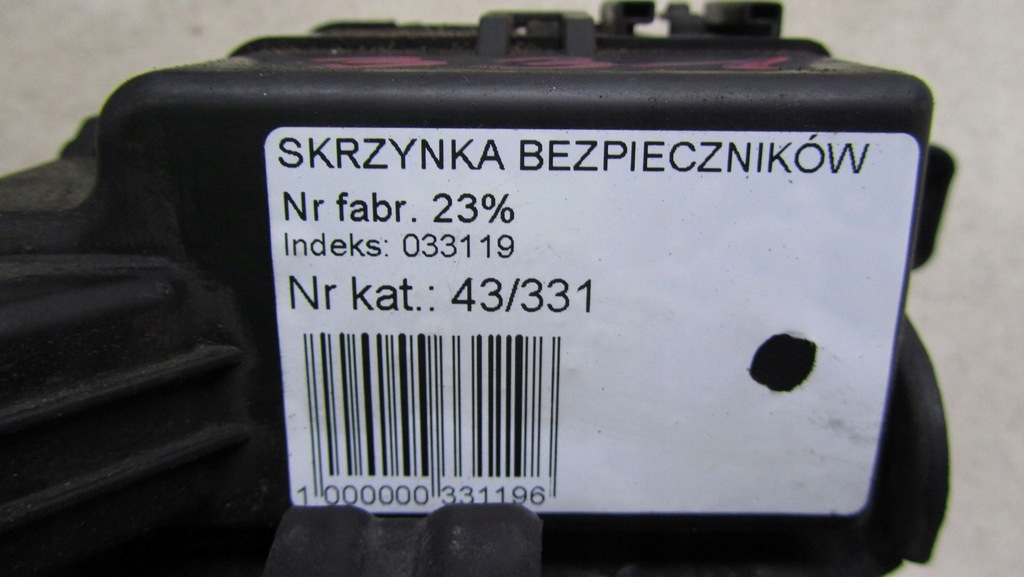 SKRZYNKA BEZPIECZNIKÓW
Nr fabr. 23%
Indeks: 033119
Nr kat.: 43/331
1 000000 331196